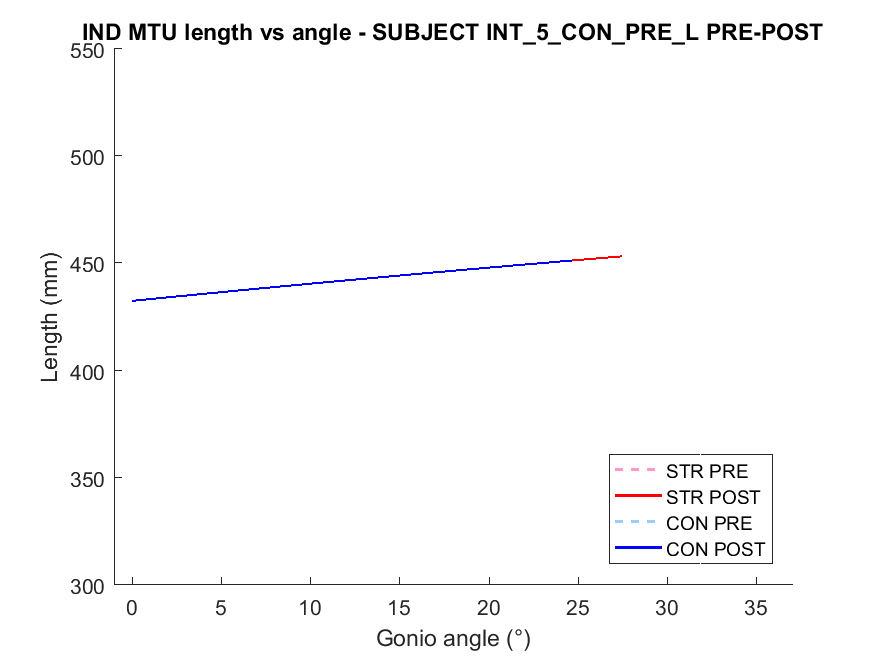 IND MTU length vs angle - SUBJECT INT_5_CON_PRE_L PRE-POST
550
500
450
400
350
300
Length (mm)
0 5 10 15 20 25 30 35
Gonio angle (°)
STR PRE
STR POST
CON PRE
CON POST